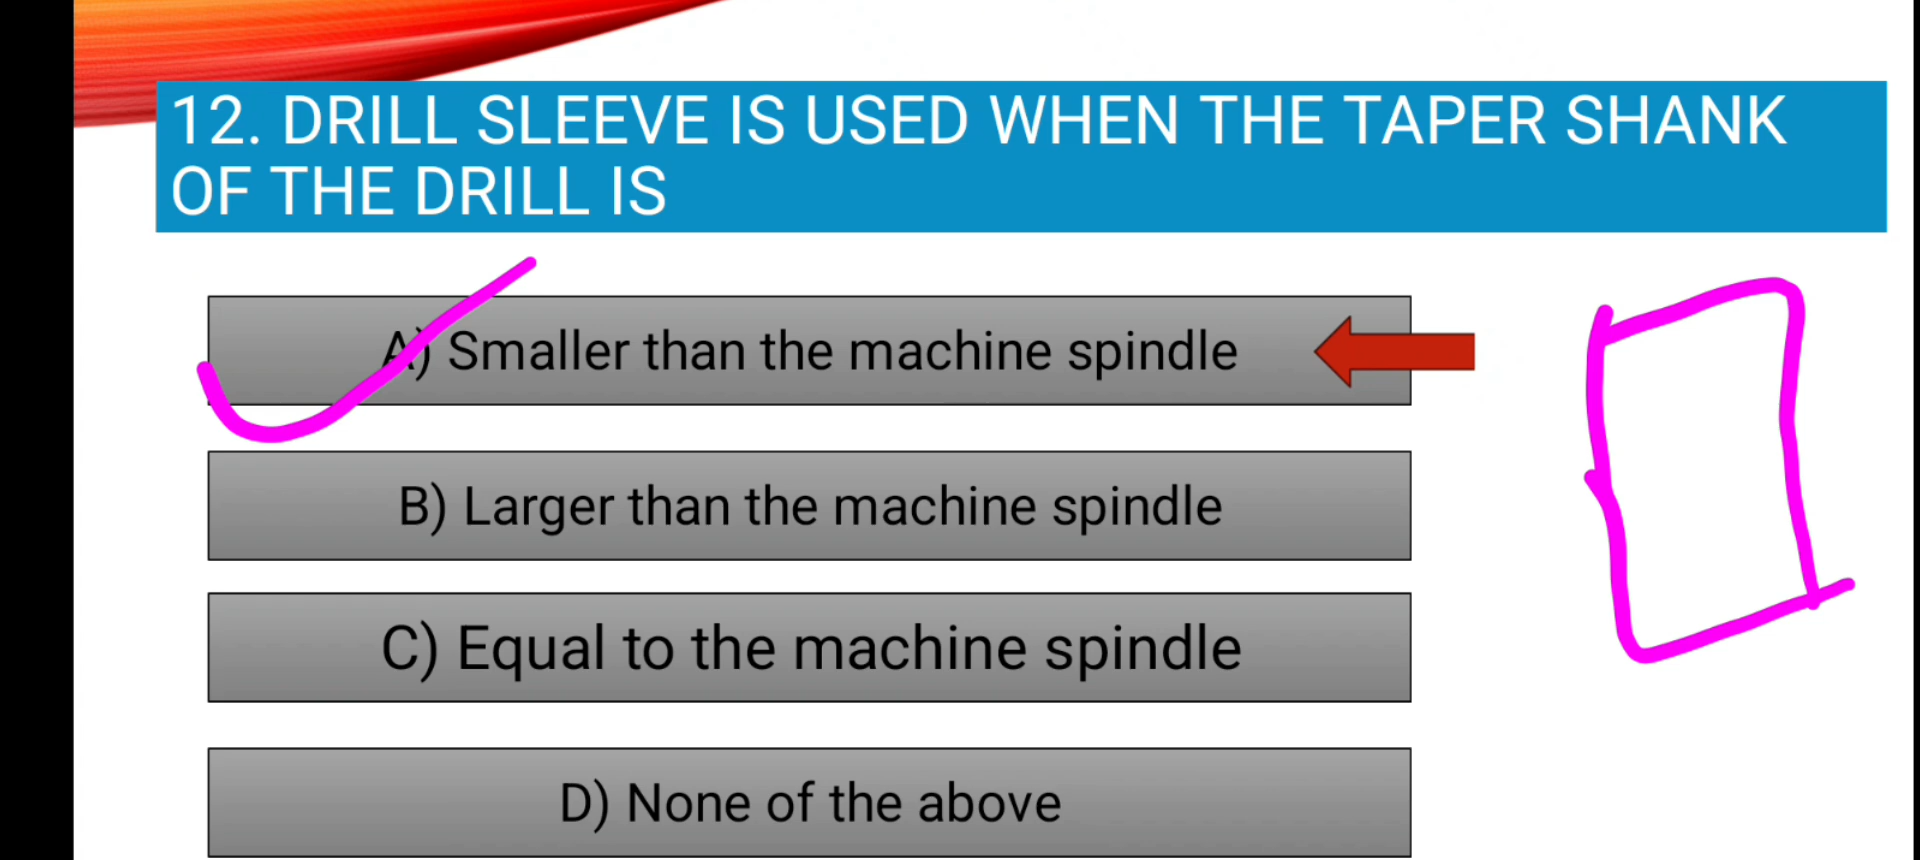 12. DRILL SLEEVE IS USED WHEN THE TAPER SHANK
OF THE DRILL IS
A) Smaller than the machine spindle
B) Larger than the machine spindle
C) Equal to the machine spindle
D) None of the above